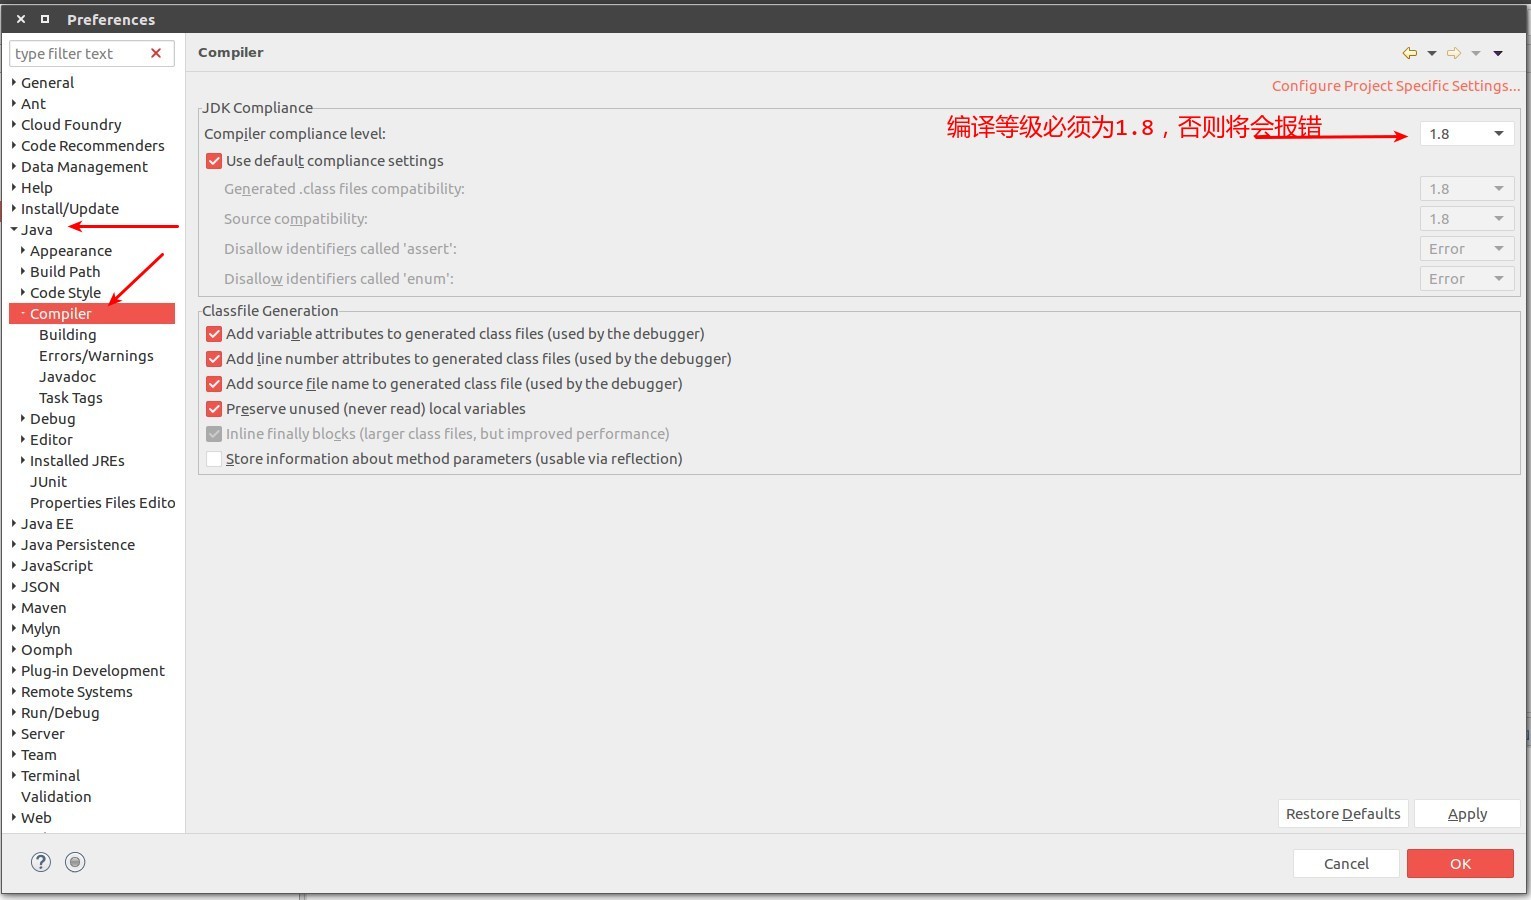 Preferences
type filter text
General
Ant
Cloud Foundry
Code Recommenders
Data Management
Help
Install/Update
Java
Appearance
Build Path
Code Style
Compiler
Building
Errors/Warnings
Javadoc
Task Tags
Debug
Editor
Installed JREs
JUnit
Properties Files Edito
Java EE
Java Persistence
JavaScript
JSON
Maven
Mylyn
Oomph
Plug-in Development
Remote Systems
Run/Debug
Server
Team
Terminal
Validation
Web
Compiler
Configure Project Specific Settings...
JDK Compliance
Compiler compliance level:
编译等级必须为1.8，否则将会报错
1.8
Use default compliance settings
Generated .class files compatibility:
1.8
Source compatibility:
1.8
Disallow identifiers called 'assert':
Error
Disallow identifiers called 'enum':
Error
Classfile Generation
Add variable attributes to generated class files (used by the debugger)
Add line number attributes to generated class files (used by the debugger)
Add source file name to generated class file (used by the debugger)
Preserve unused (never read) local variables
Inline finally blocks (larger class files, but improved performance)
Store information about method parameters (usable via reflection)
Restore Defaults
Apply
Cancel
OK